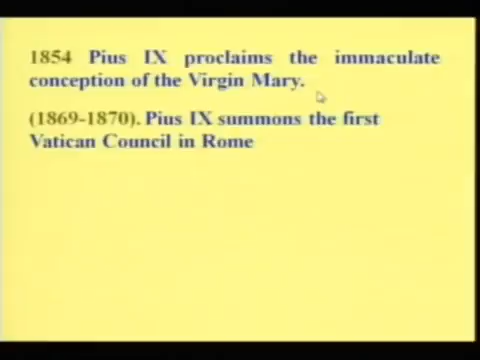 1854 Pius IX proclaims the immaculate
conception of the Virgin Mary.
(1869-1870). Pius IX summons the first
Vatican Council in Rome